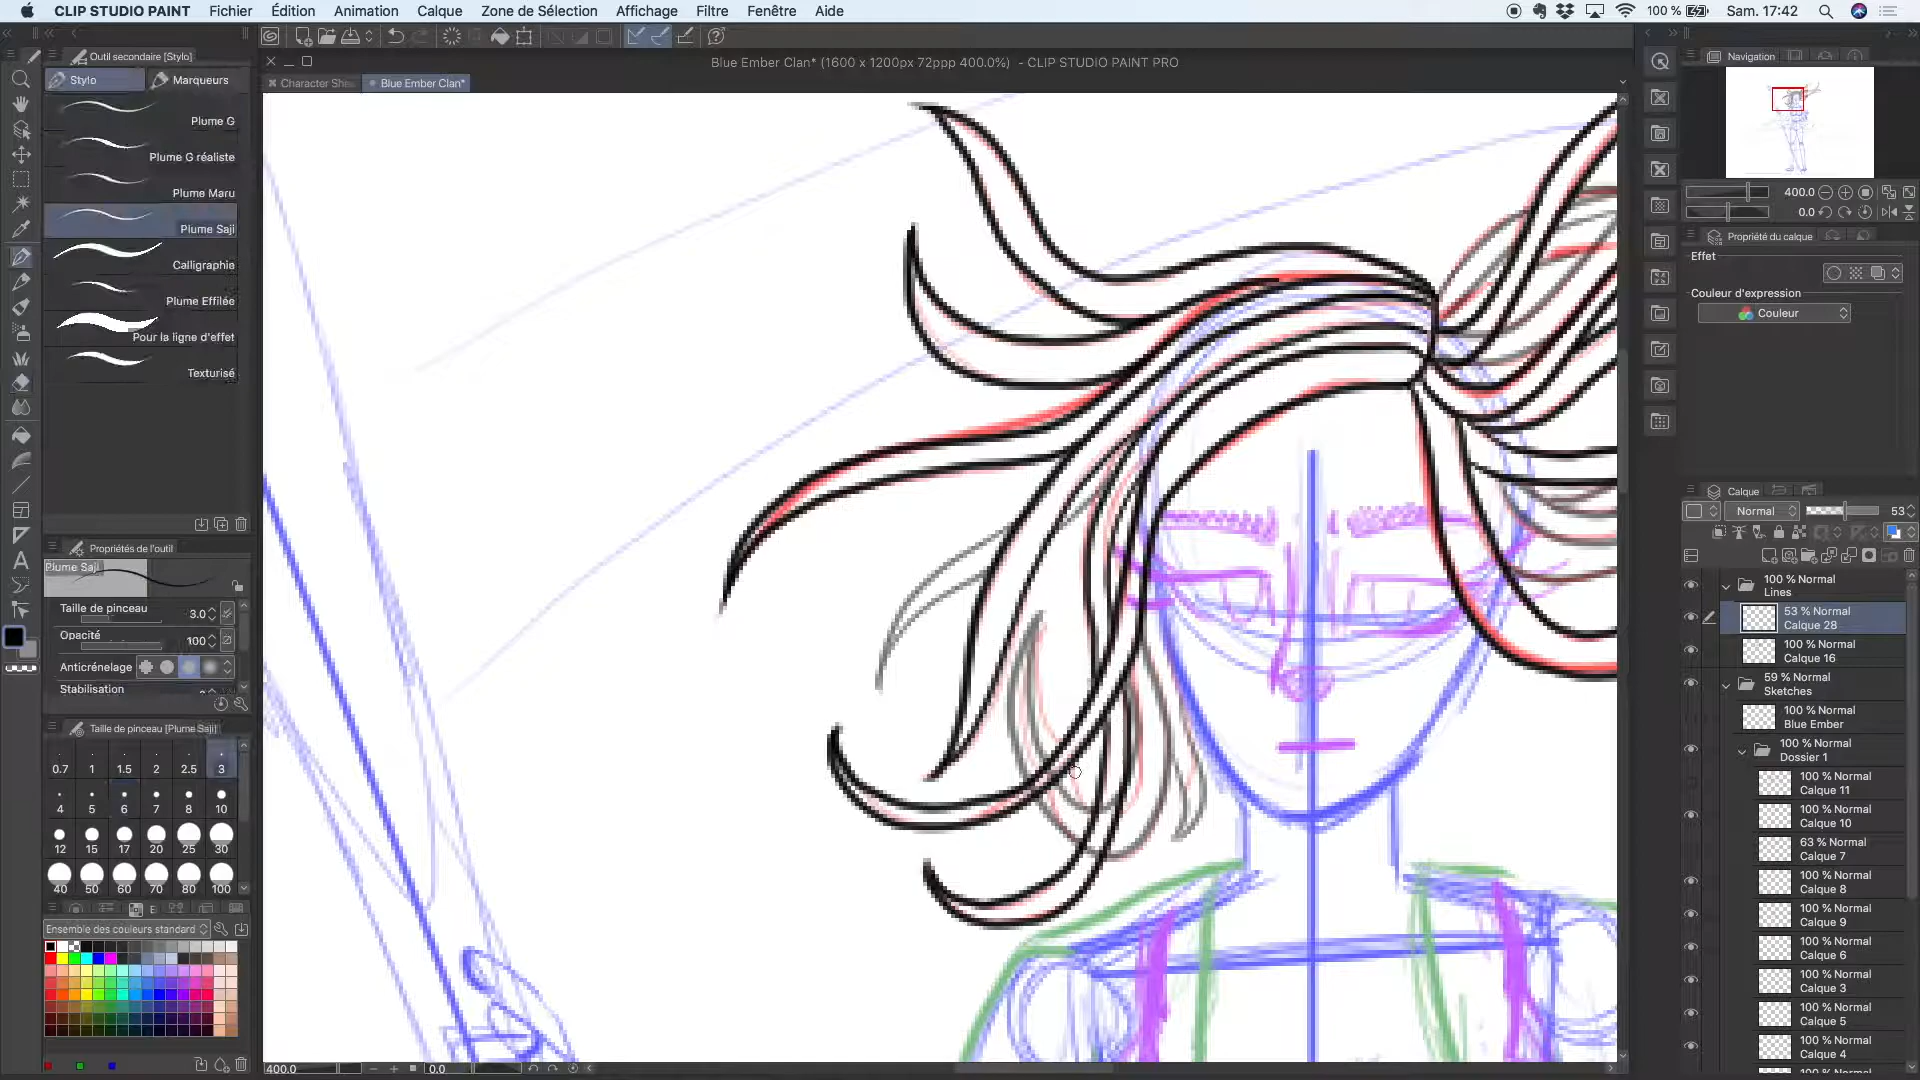 CLIP STUDIO PAINT Fichier Édition Animation Calque Zone de Sélection Affichage Filtre Fenêtre Aide 100 % Sam. 17:42
Outil secondaire [Stylo]
Stylo Marqueurs
Plume G
Plume G réaliste
Plume Maru
Plume Saji
Calligraphie
Plume Effilée
Pour la ligne d'effet
Texturisé
Propriétés de l'outil
Plume Saji
Taille de pinceau 3.0
Opacité 100
Anticrénelage
Stabilisation
Taille de pinceau [Plume Saji]
0.7 1 1.5 2 2.5 3
4 5 6 7 8 10
12 15 17 20 25 30
40 50 60 70 80 100
Ensemble des couleurs standard
Blue Ember Clan* (1600 x 1200px 72ppp 400.0%) - CLIP STUDIO PAINT PRO
Character Shee Blue Ember Clan*
400.0 0.0
Navigation
400.0
0.0
Propriété du calque
Effet
Couleur d'expression
Couleur
Calque
Normal 53
100 % Normal
Lines
53 % Normal
Calque 28
100 % Normal
Calque 16
59 % Normal
Sketches
100 % Normal
Blue Ember
100 % Normal
Dossier 1
100 % Normal
Calque 11
100 % Normal
Calque 10
63 % Normal
Calque 7
100 % Normal
Calque 8
100 % Normal
Calque 9
100 % Normal
Calque 6
100 % Normal
Calque 3
100 % Normal
Calque 5
100 % Normal
Calque 4